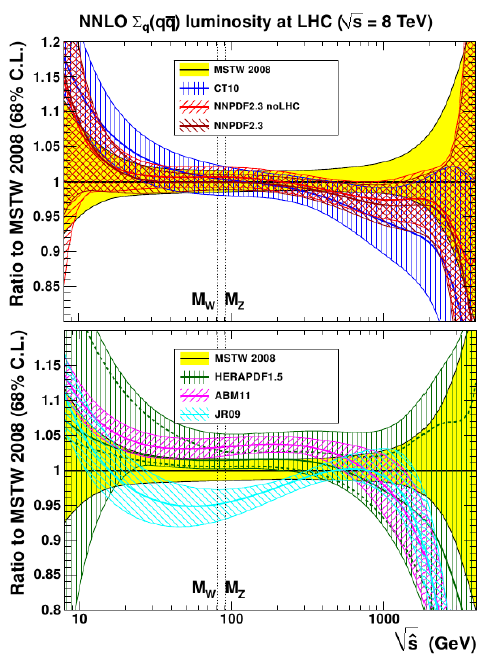 NNLO Σq(qq̄) luminosity at LHC (√s = 8 TeV)
Ratio to MSTW 2008 (68% C.L.)
1.2
1.15
1.1
1.05
1
0.95
0.9
0.85
MSTW 2008
CT10
NNPDF2.3 noLHC
NNPDF2.3
MW MZ
Ratio to MSTW 2008 (68% C.L.)
1.15
1.1
1.05
1
0.95
0.9
0.85
0.8
MSTW 2008
HERAPDF1.5
ABM11
JR09
MW MZ
10 100 1000
√ŝ (GeV)